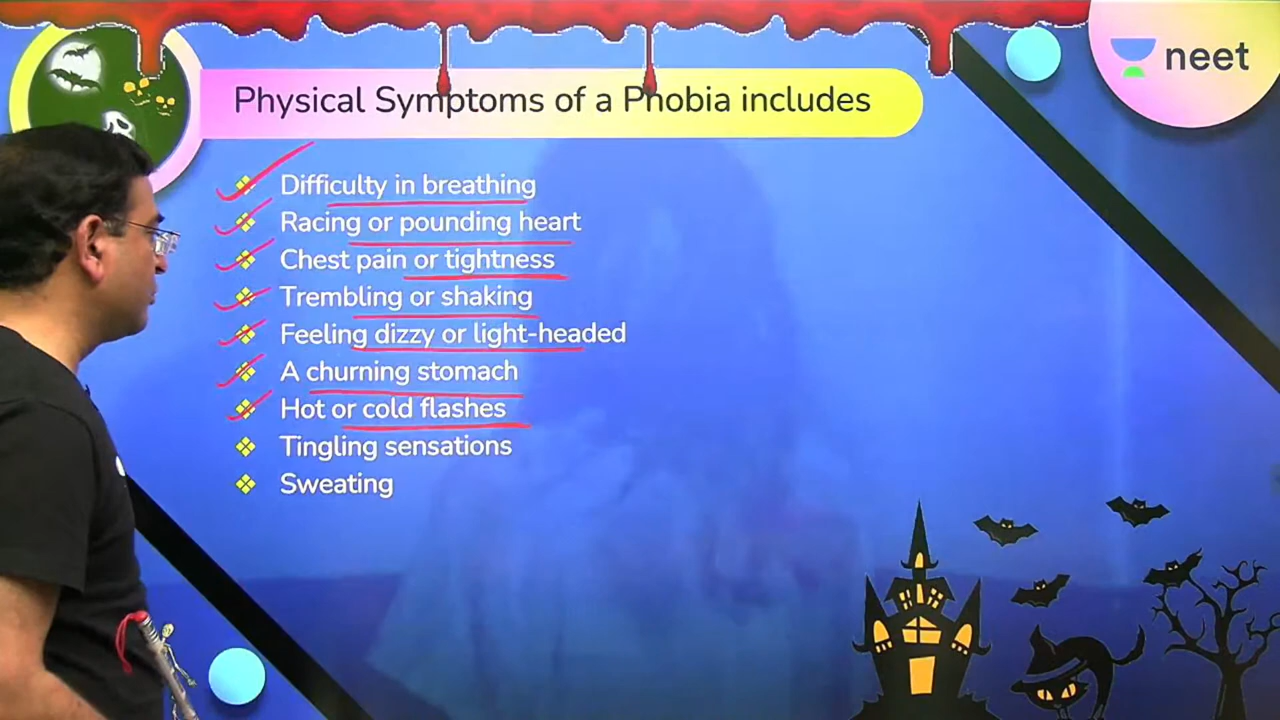 neet
Physical Symptoms of a Phobia includes
Difficulty in breathing
Racing or pounding heart
Chest pain or tightness
Trembling or shaking
Feeling dizzy or light-headed
A churning stomach
Hot or cold flashes
Tingling sensations
Sweating